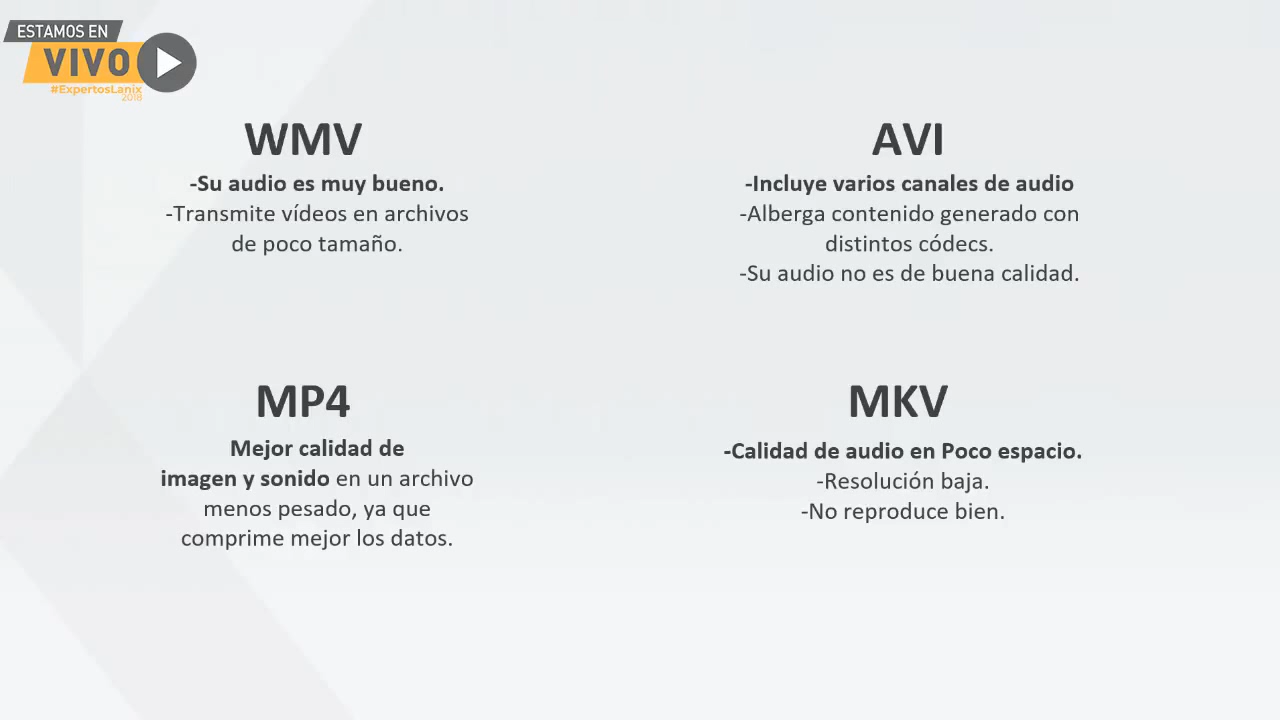 ESTAMOS EN
VIVO
#ExpertosLanix
2018
WMV
-Su audio es muy bueno.
-Transmite vídeos en archivos
de poco tamaño.
AVI
-Incluye varios canales de audio
-Alberga contenido generado con
distintos códecs.
-Su audio no es de buena calidad.
MP4
Mejor calidad de
imagen y sonido en un archivo
menos pesado, ya que
comprime mejor los datos.
MKV
-Calidad de audio en Poco espacio.
-Resolución baja.
-No reproduce bien.